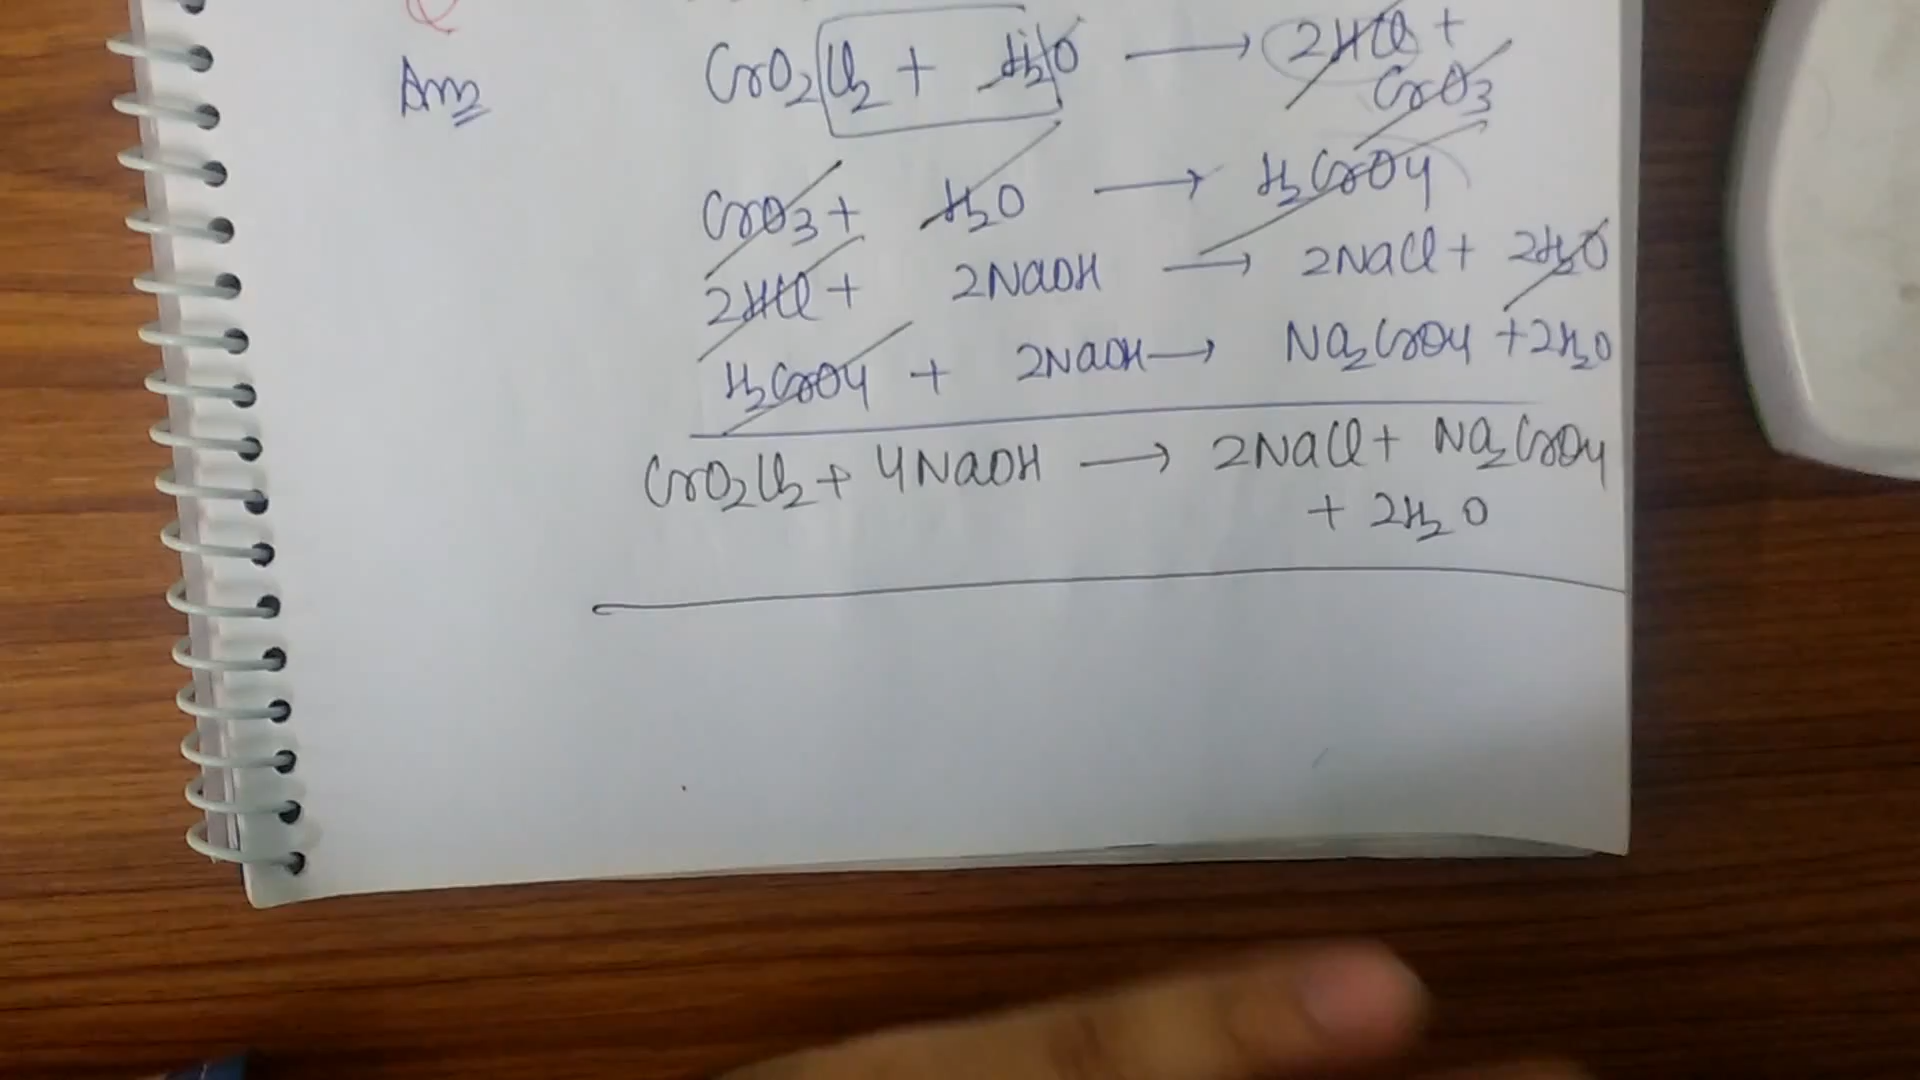 Ans CrO2Cl2 + H2O → 2HCl +
CrO3
CrO3 + H2O → H2CrO4
2HCl + 2NaOH → 2NaCl + 2H2O
H2CrO4 + 2NaOH → Na2CrO4 + 2H2O
CrO2Cl2 + 4NaOH → 2NaCl + Na2CrO4
+ 2H2O